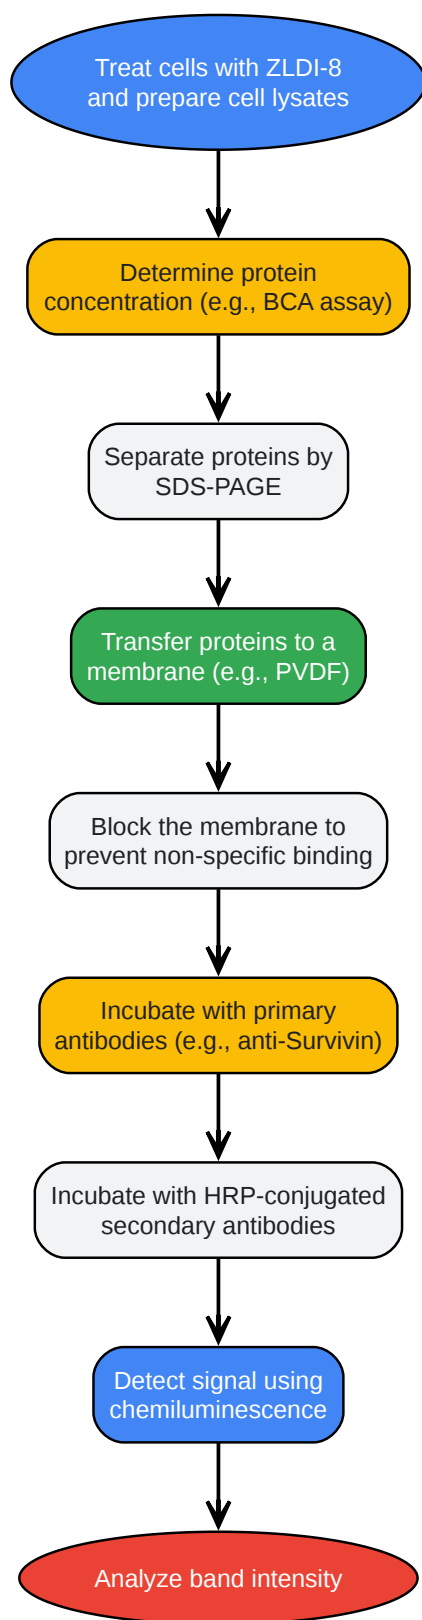 Treat cells with ZLDI-8
and prepare cell lysates
Determine protein
concentration (e.g., BCA assay)
Separate proteins by
SDS-PAGE
Transfer proteins to a
membrane (e.g., PVDF)
Block the membrane to
prevent non-specific binding
Incubate with primary
antibodies (e.g., anti-Survivin)
Incubate with HRP-conjugated
secondary antibodies
Detect signal using
chemiluminescence
Analyze band intensity